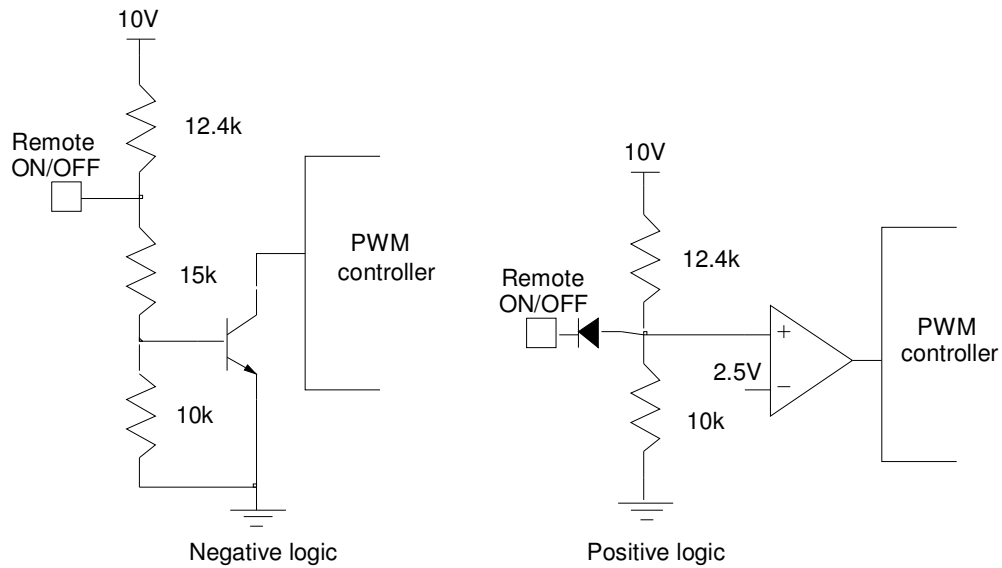 10V
12.4k
Remote
ON/OFF
15k
10k
PWM
controller
Negative logic
10V
12.4k
Remote
ON/OFF
+
2.5V
−
10k
PWM
controller
Positive logic